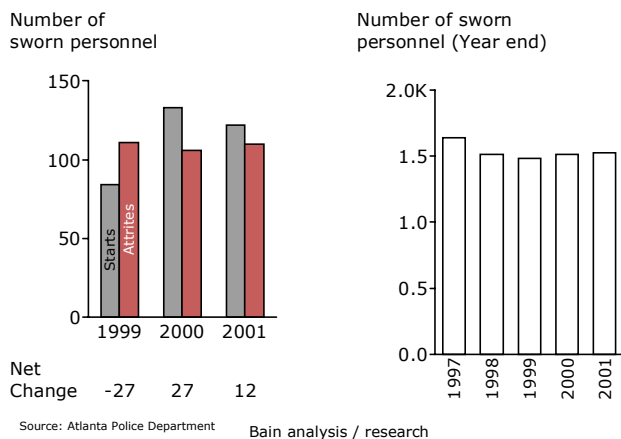 Number of
sworn personnel
150
100
50
0
Starts
Attrites
1999 2000 2001
Net
Change -27 27 12
Source: Atlanta Police Department
Number of sworn
personnel (Year end)
2.0K
1.5
1.0
0.5
0.0
1997
1998
1999
2000
2001
Bain analysis / research